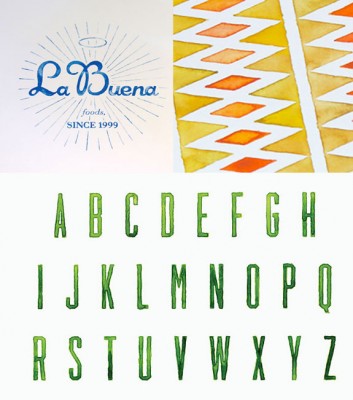 La Buena
foods,
SINCE 1999
A B C D E F G H
I J K L M N O P Q
R S T U V W X Y Z